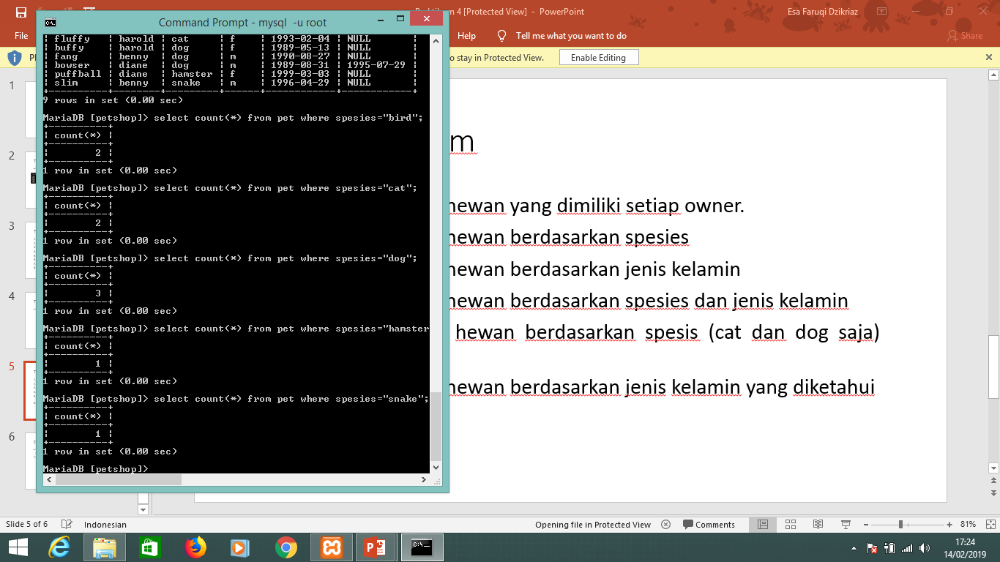 Praktikum 4 [Protected View] - PowerPoint
Esa Faruqi Dzikriaz
Command Prompt - mysql -u root
File
Help
Tell me what you want to do
Share
to stay in Protected View.
Enable Editing
| fluffy | harold | cat | f | 1993-02-04 | NULL |
| buffy | harold | dog | f | 1989-05-13 | NULL |
| fang | benny | dog | m | 1990-08-27 | NULL |
| bowser | diane | dog | m | 1989-08-31 | 1995-07-29 |
| puffball | diane | hamster | f | 1999-03-03 | NULL |
| slim | benny | snake | m | 1996-04-29 | NULL |
9 rows in set (0.00 sec)
MariaDB [petshop]> select count(*) from pet where spesies="bird";
| count(*) |
| 2 |
1 row in set (0.00 sec)
MariaDB [petshop]> select count(*) from pet where spesies="cat";
| count(*) |
| 2 |
1 row in set (0.00 sec)
MariaDB [petshop]> select count(*) from pet where spesies="dog";
| count(*) |
| 3 |
1 row in set (0.00 sec)
MariaDB [petshop]> select count(*) from pet where spesies="hamster
| count(*) |
| 1 |
1 row in set (0.00 sec)
MariaDB [petshop]> select count(*) from pet where spesies="snake";
| count(*) |
| 1 |
1 row in set (0.00 sec)
MariaDB [petshop]>
1
2
3
4
5
6
m
hewan yang dimiliki setiap owner.
hewan berdasarkan spesies
hewan berdasarkan jenis kelamin
hewan berdasarkan spesies dan jenis kelamin
hewan berdasarkan spesis (cat dan dog saja)
hewan berdasarkan jenis kelamin yang diketahui
Slide 5 of 6
Indonesian
Opening file in Protected View
Comments
81%
17:24
14/02/2019